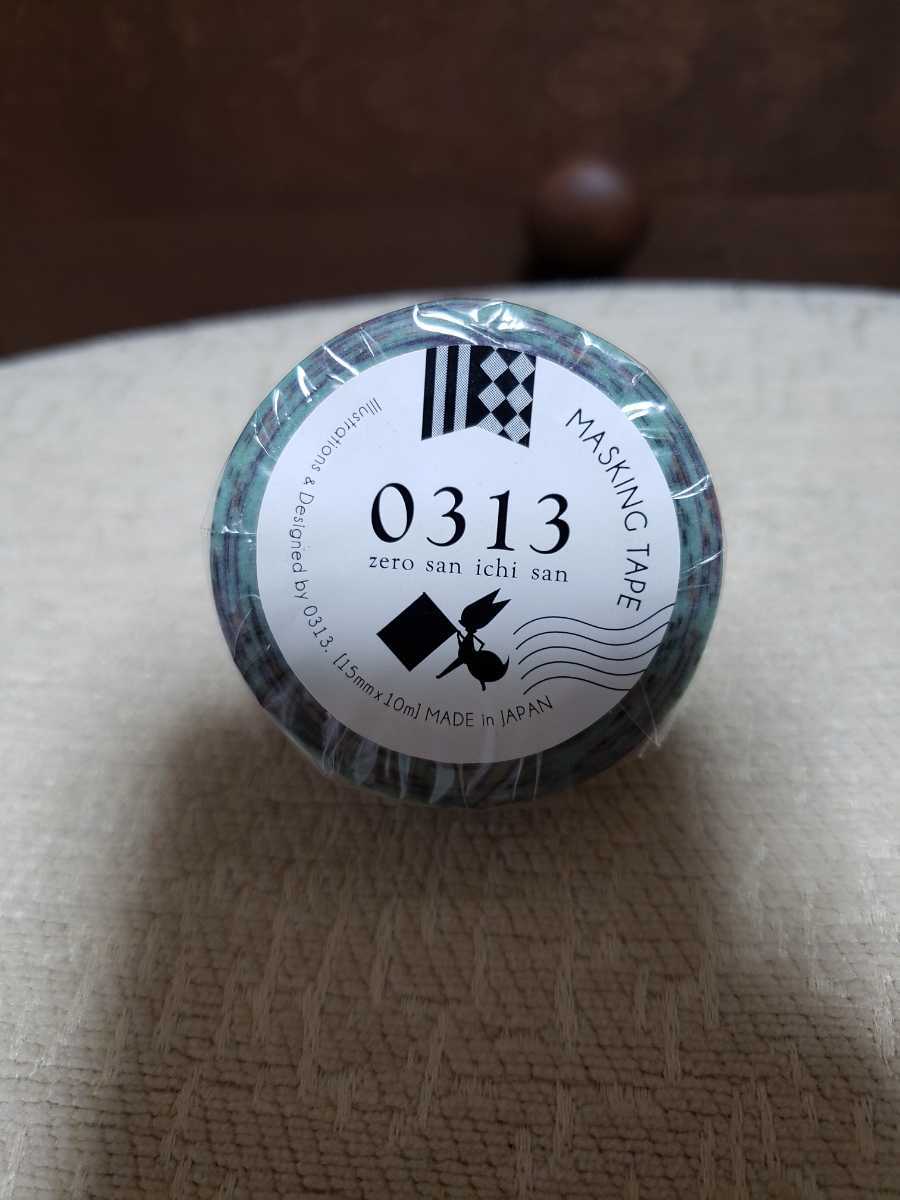 MASKING TAPE
0313
zero san ichi san
Illustrations & Designed by 0313. [15mm×10m] MADE in JAPAN